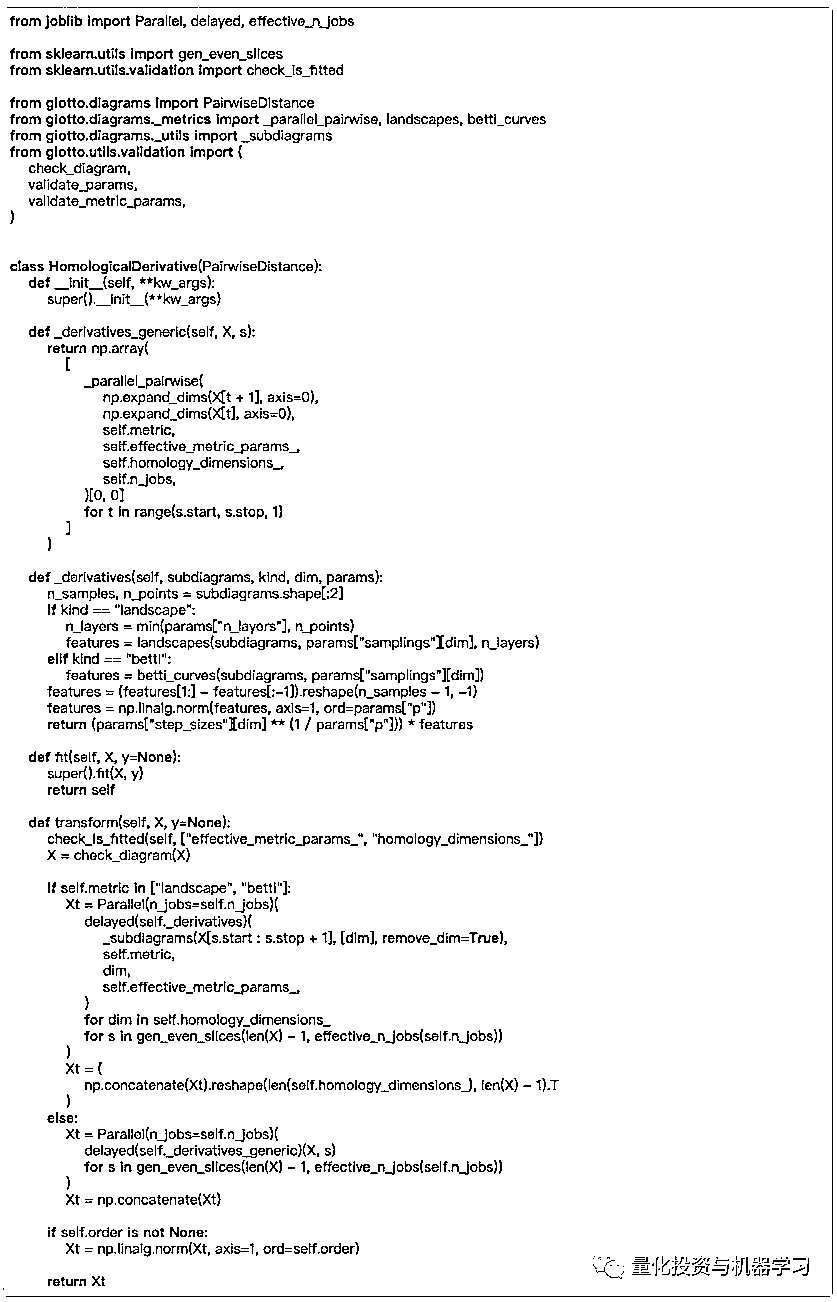 from joblib import Parallel, delayed, effective_n_jobs

from sklearn.utils import gen_even_slices
from sklearn.utils.validation import check_is_fitted

from giotto.diagrams import PairwiseDistance
from giotto.diagrams._metrics import _parallel_pairwise, landscapes, betti_curves
from giotto.diagrams._utils import _subdiagrams
from giotto.utils.validation import (
    check_diagram,
    validate_params,
    validate_metric_params,
)


class HomologicalDerivative(PairwiseDistance):
    def __init__(self, **kw_args):
        super().__init__(**kw_args)

    def _derivatives_generic(self, X, s):
        return np.array(
            [
                _parallel_pairwise(
                    np.expand_dims(X[t + 1], axis=0),
                    np.expand_dims(X[t], axis=0),
                    self.metric,
                    self.effective_metric_params_,
                    self.homology_dimensions_,
                    self.n_jobs,
                )[0, 0]
                for t in range(s.start, s.stop, 1)
            ]
        )

    def _derivatives(self, subdiagrams, kind, dim, params):
        n_samples, n_points = subdiagrams.shape[:2]
        if kind == "landscape":
            n_layers = min(params["n_layers"], n_points)
            features = landscapes(subdiagrams, params["samplings"][dim], n_layers)
        elif kind == "betti":
            features = betti_curves(subdiagrams, params["samplings"][dim])
        features = (features[1:] - features[:-1]).reshape(n_samples - 1, -1)
        features = np.linalg.norm(features, axis=1, ord=params["p"])
        return (params["step_sizes"][dim] ** (1 / params["p"])) * features

    def fit(self, X, y=None):
        super().fit(X, y)
        return self

    def transform(self, X, y=None):
        check_is_fitted(self, ["effective_metric_params_", "homology_dimensions_"])
        X = check_diagram(X)

        if self.metric in ["landscape", "betti"]:
            Xt = Parallel(n_jobs=self.n_jobs)(
                delayed(self._derivatives)(
                    _subdiagrams(X[s.start : s.stop + 1], [dim], remove_dim=True),
                    self.metric,
                    dim,
                    self.effective_metric_params_,
                )
                for dim in self.homology_dimensions_
                for s in gen_even_slices(len(X) - 1, effective_n_jobs(self.n_jobs))
            )
            Xt = (
                np.concatenate(Xt).reshape(len(self.homology_dimensions_), len(X) - 1).T
            )
        else:
            Xt = Parallel(n_jobs=self.n_jobs)(
                delayed(self._derivatives_generic)(X, s)
                for s in gen_even_slices(len(X) - 1, effective_n_jobs(self.n_jobs))
            )
            Xt = np.concatenate(Xt)

        if self.order is not None:
            Xt = np.linalg.norm(Xt, axis=1, ord=self.order)

        return Xt
量化投资与机器学习